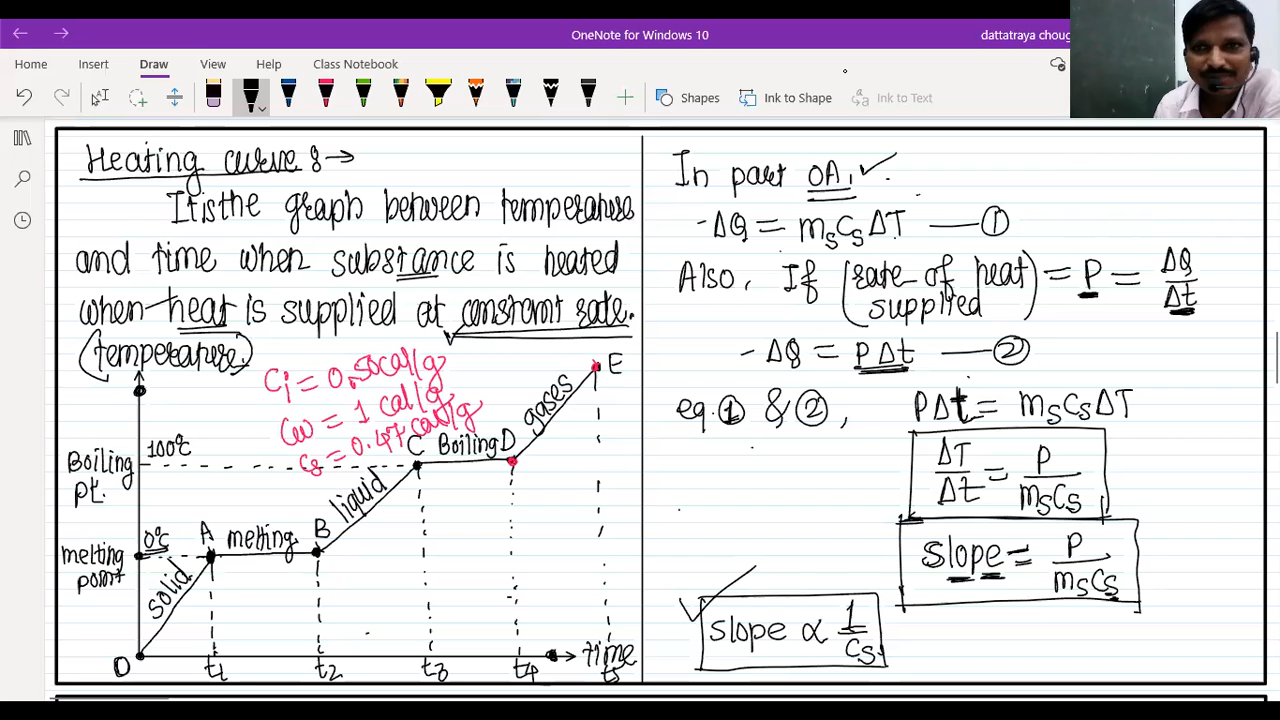 OneNote for Windows 10
dattatraya choug
Home Insert Draw View Help Class Notebook
Shapes Ink to Shape Ink to Text
Heating curve :→
It is the graph between temperature
and time when substance is heated
when heat is supplied at constant rate.
(temperature)
Ci = 0.50cal/g
Cw = 1 cal/g
Cs = 0.47 cal/g
E
gases
100°C
C Boiling D
Boiling
pt.
liquid
0°C
A melting B
melting
point
solid
O t1 t2 t3 t4 time
t5
In part OA, ✓.
-ΔQ = msCsΔT —— ①
Also, If (rate of heat supplied) = P = ΔQ/Δt
-ΔQ = PΔt —— ②
eq. ① & ②, PΔt = msCsΔT
ΔT/Δt = P/msCs
slope = P/msCs
slope ∝ 1/Cs